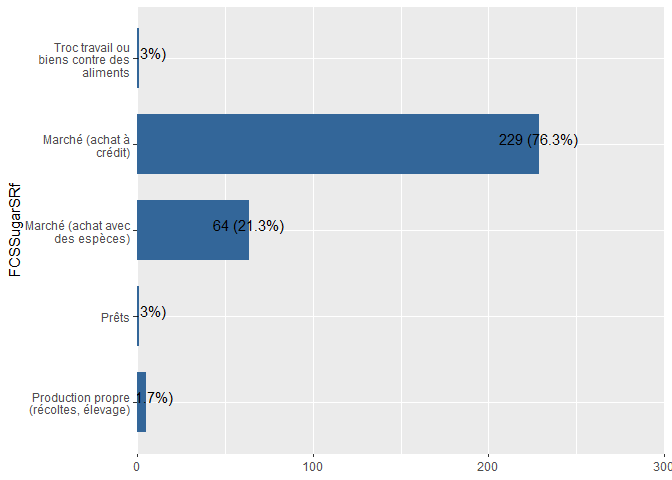 FCSSugarSRf
Troc travail ou
biens contre des
aliments
3%)
Marché (achat à
crédit)
229 (76.3%)
Marché (achat avec
des espèces)
64 (21.3%)
Prêts
3%)
Production propre
(récoltes, élevage)
1.7%)
0
100
200
300